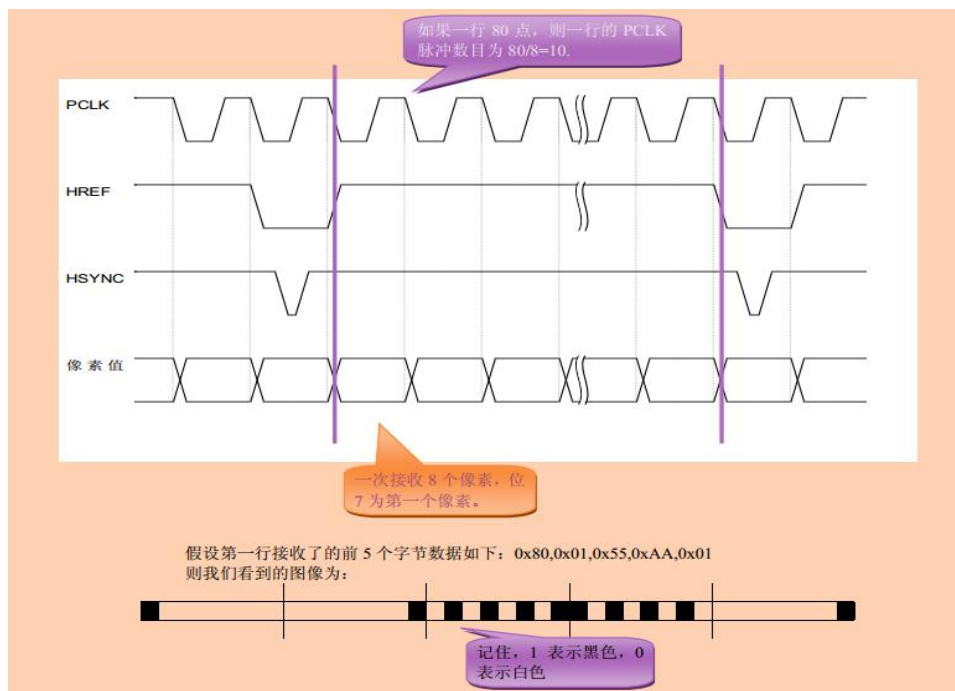 如果一行 80 点，则一行的 PCLK
脉冲数目为 80/8=10.
PCLK
HREF
HSYNC
像素值
一次接收 8 个像素，位
7 为第一个像素。
假设第一行接收了的前 5 个字节数据如下：0x80,0x01,0x55,0xAA,0x01
则我们看到的图像为：
记住，1 表示黑色，0
表示白色